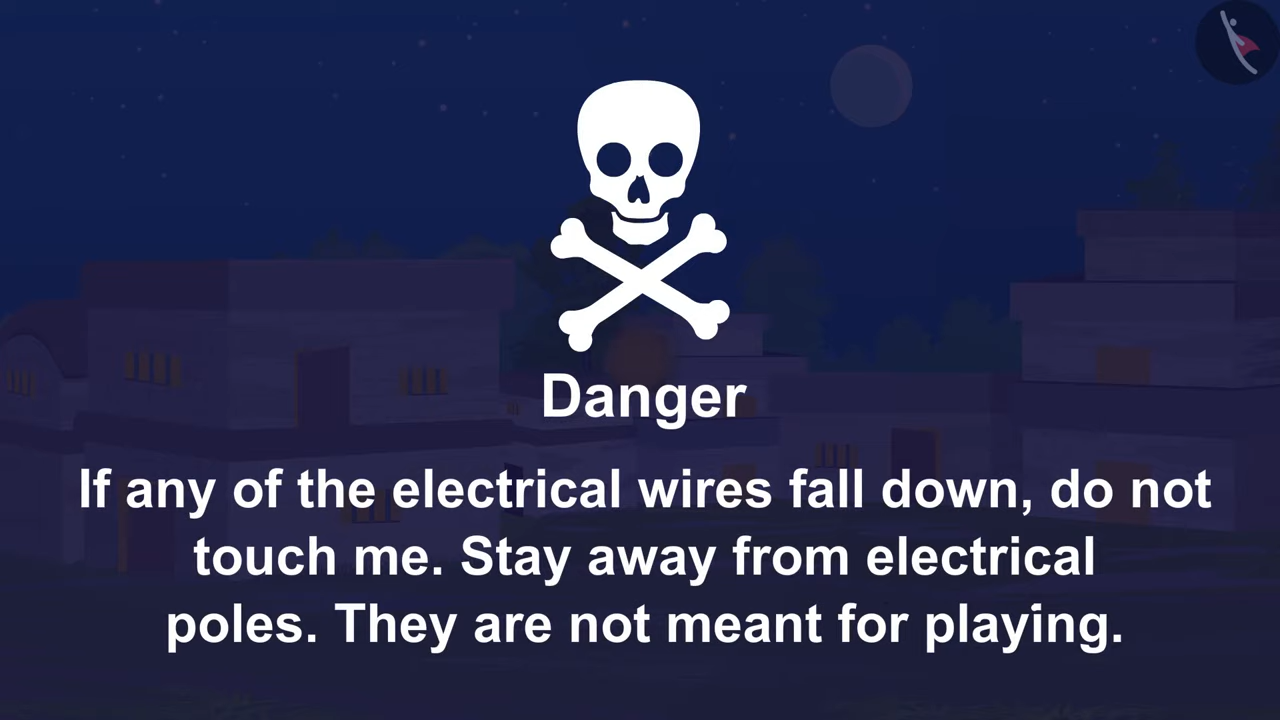 Danger
If any of the electrical wires fall down, do not
touch me. Stay away from electrical
poles. They are not meant for playing.